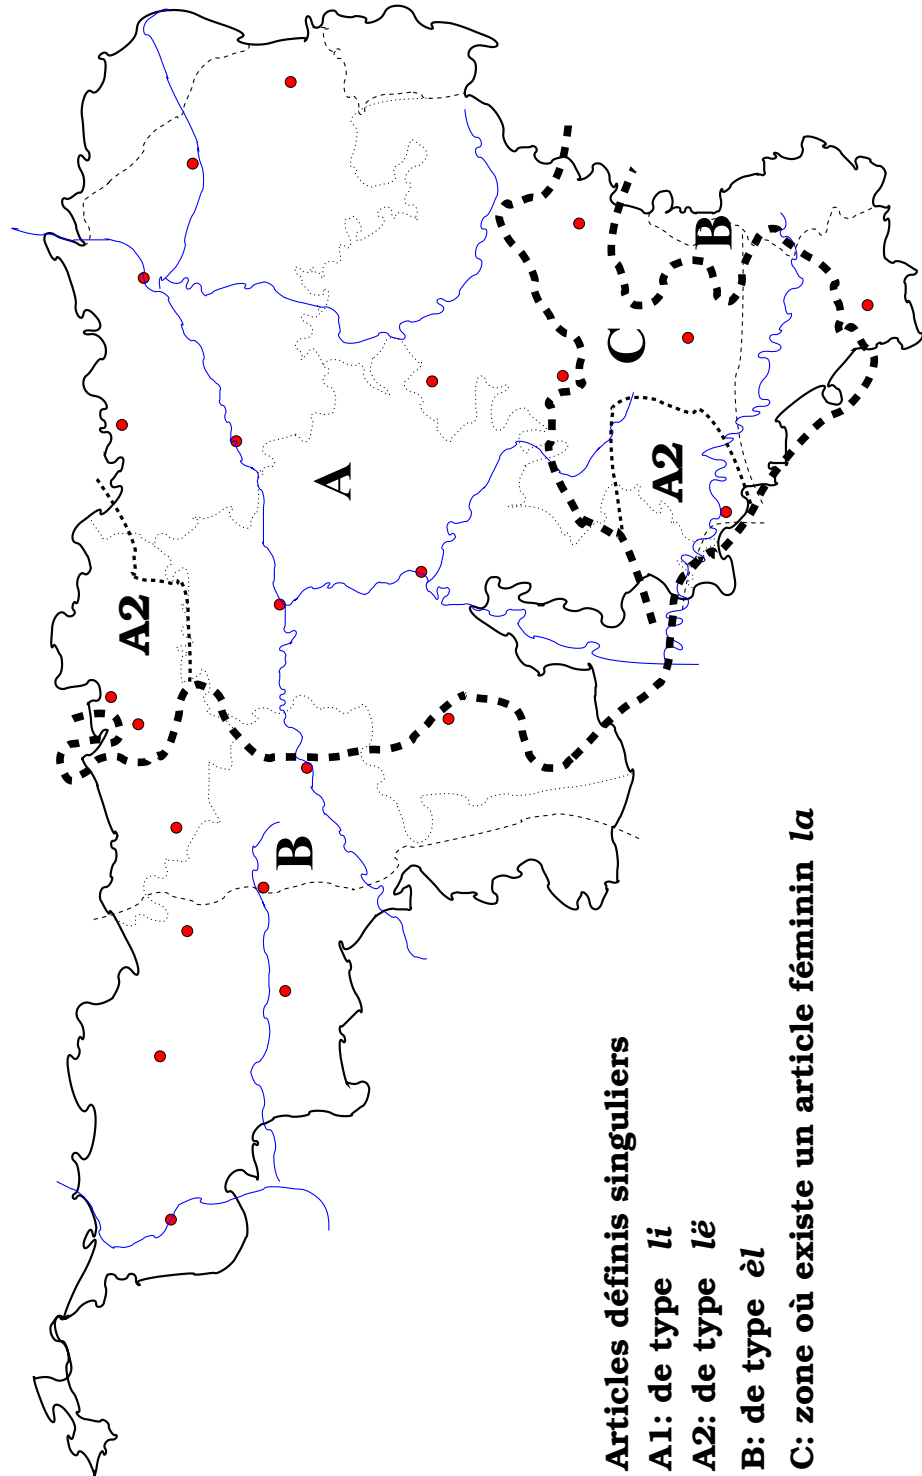 A2
A
B
A2
C
B
Articles définis singuliers
A1: de type li
A2: de type lë
B: de type èl
C: zone où existe un article féminin la